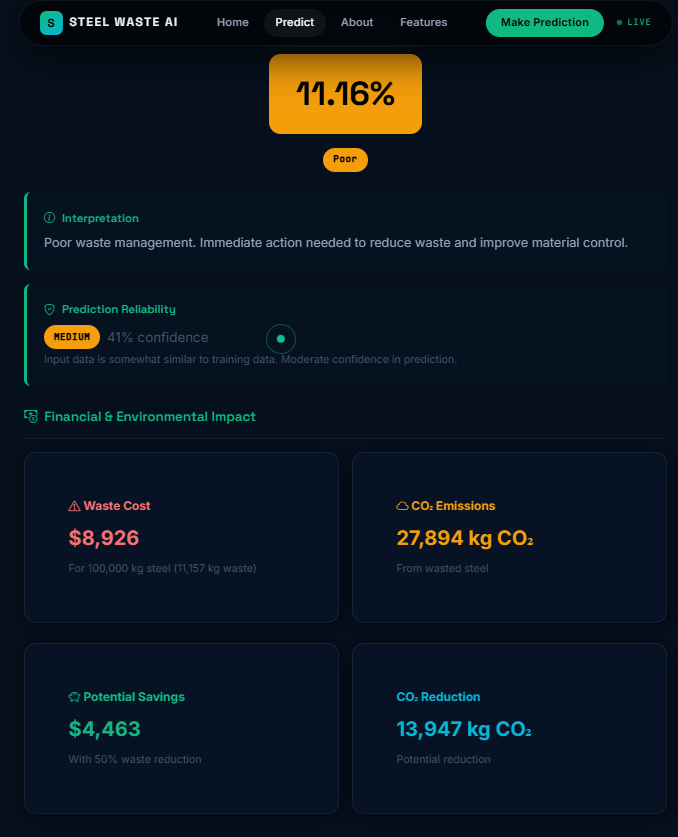 S STEEL WASTE AI Home Predict About Features Make Prediction LIVE
11.16%
Poor
Interpretation
Poor waste management. Immediate action needed to reduce waste and improve material control.
Prediction Reliability
MEDIUM 41% confidence
Input data is somewhat similar to training data. Moderate confidence in prediction.
Financial & Environmental Impact
Waste Cost
$8,926
For 100,000 kg steel (11,157 kg waste)
CO₂ Emissions
27,894 kg CO₂
From wasted steel
Potential Savings
$4,463
With 50% waste reduction
CO₂ Reduction
13,947 kg CO₂
Potential reduction